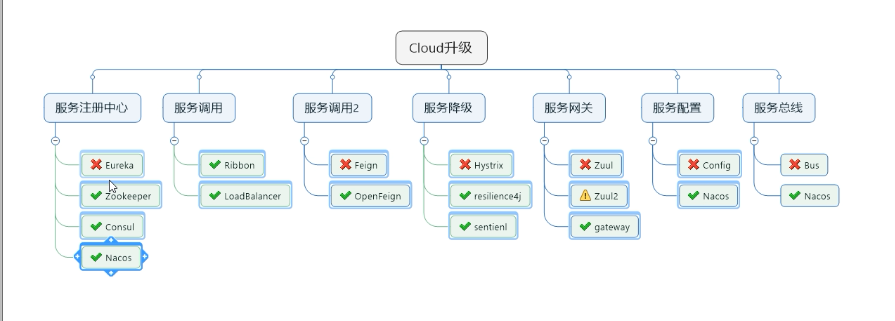 Cloud升级
服务注册中心
服务调用
服务调用2
服务降级
服务网关
服务配置
服务总线
Eureka
Zookeeper
Consul
Nacos
Ribbon
LoadBalancer
Feign
OpenFeign
Hystrix
resilience4j
sentienl
Zuul
Zuul2
gateway
Config
Nacos
Bus
Nacos